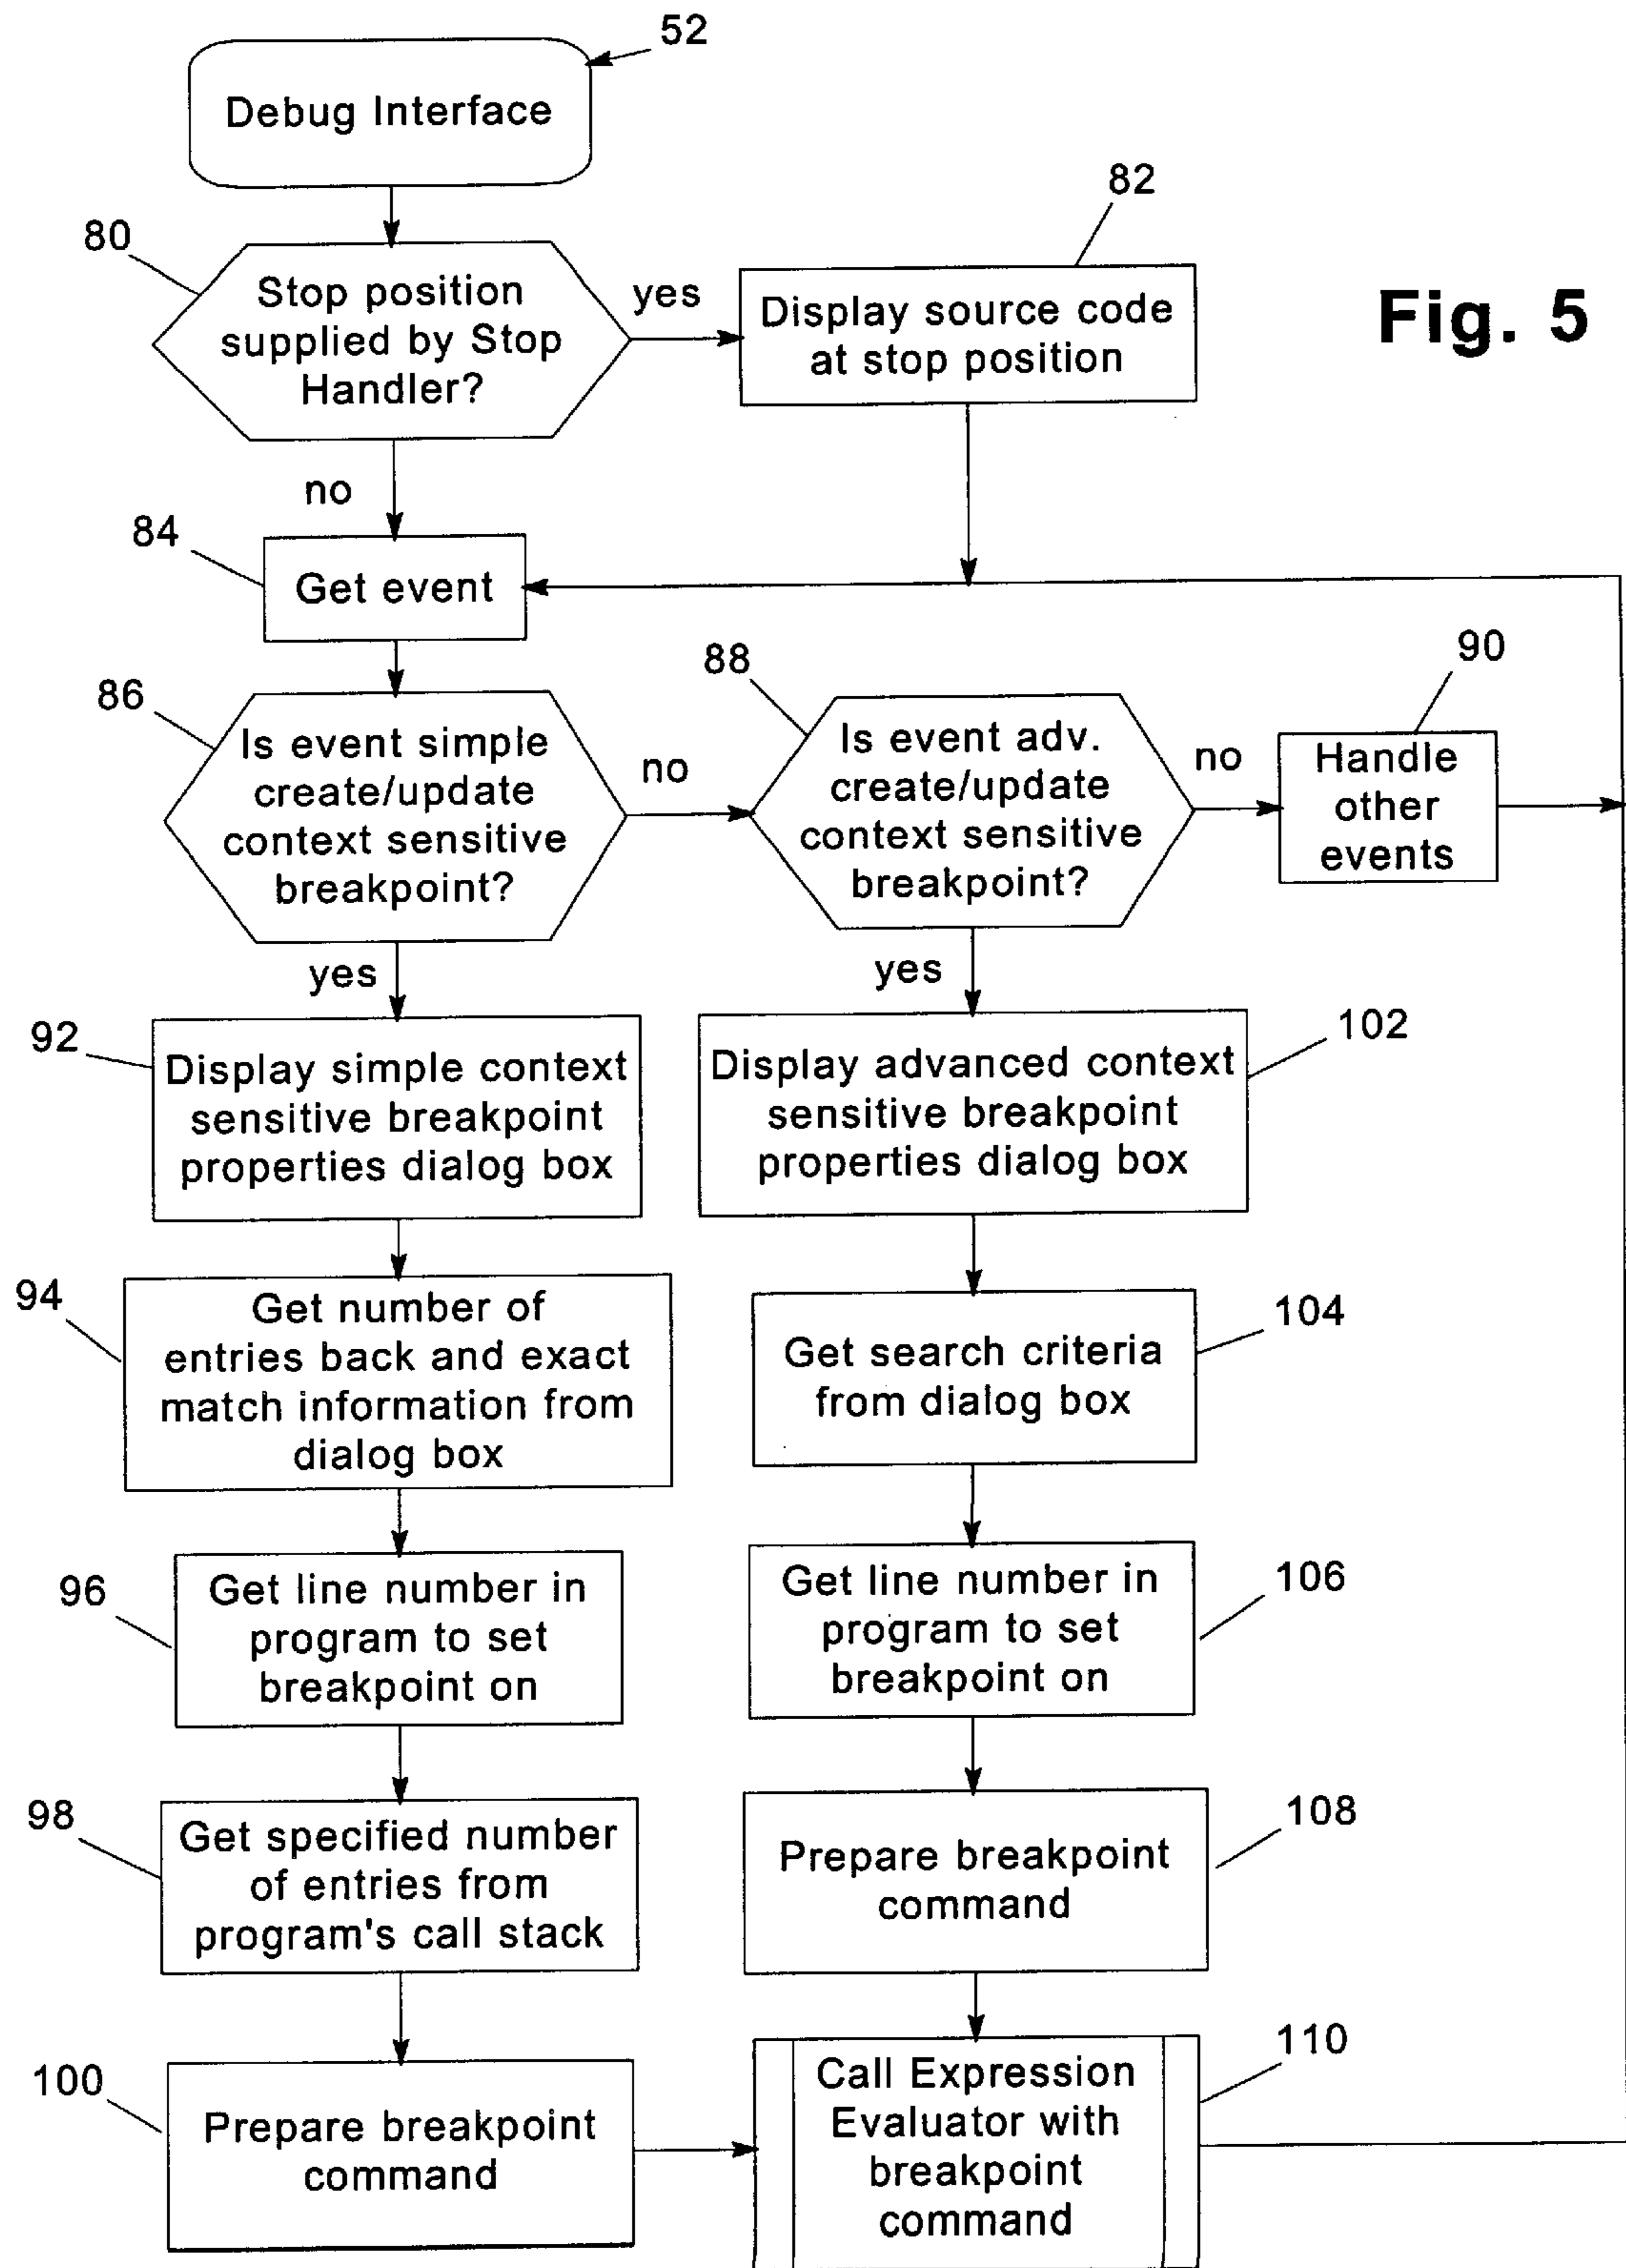 52
Debug Interface
80
82
Stop position
supplied by Stop
Handler?
yes
Display source code
at stop position
Fig. 5
no
84
Get event
86
88
90
Is event simple
create/update
context sensitive
breakpoint?
no
Is event adv.
create/update
context sensitive
breakpoint?
no
Handle
other
events
yes
yes
92
Display simple context
sensitive breakpoint
properties dialog box
102
Display advanced context
sensitive breakpoint
properties dialog box
94
Get number of
entries back and exact
match information from
dialog box
104
Get search criteria
from dialog box
96
Get line number in
program to set
breakpoint on
106
Get line number in
program to set
breakpoint on
98
Get specified number
of entries from
program's call stack
108
Prepare breakpoint
command
100
Prepare breakpoint
command
110
Call Expression
Evaluator with
breakpoint
command